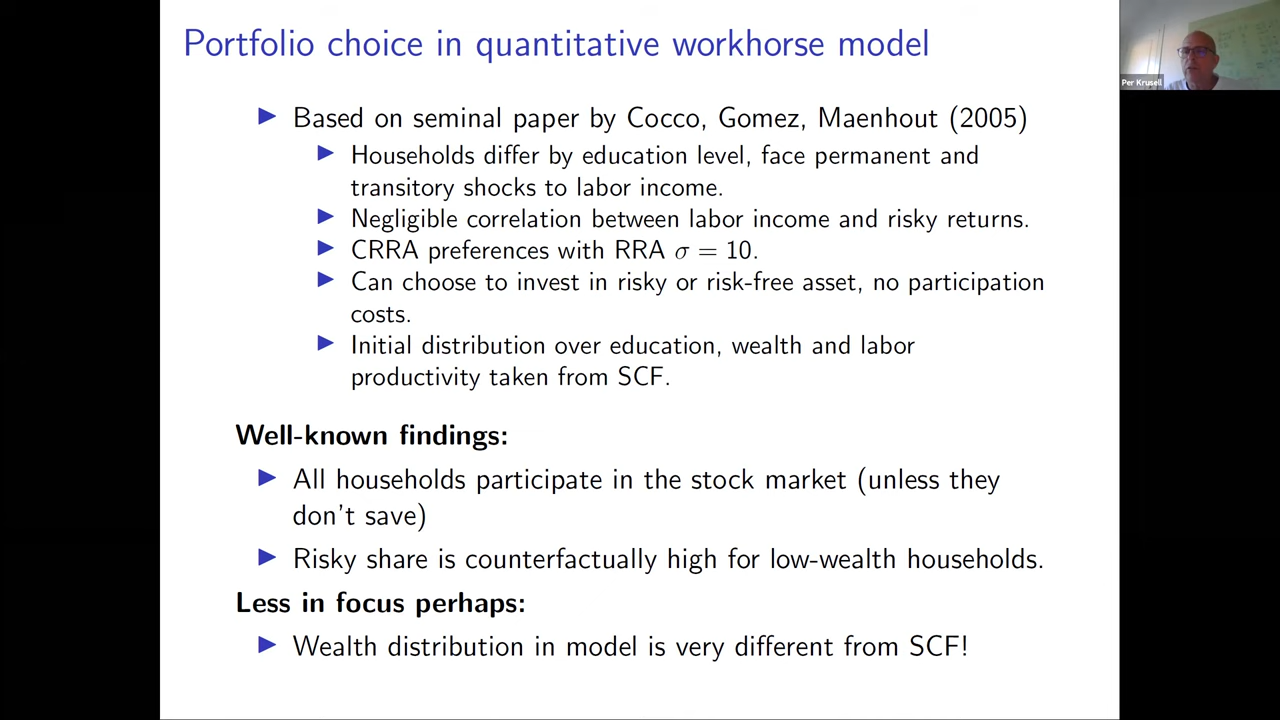 Portfolio choice in quantitative workhorse model
Per Krusell
Based on seminal paper by Cocco, Gomez, Maenhout (2005)
Households differ by education level, face permanent and
transitory shocks to labor income.
Negligible correlation between labor income and risky returns.
CRRA preferences with RRA σ = 10.
Can choose to invest in risky or risk-free asset, no participation
costs.
Initial distribution over education, wealth and labor
productivity taken from SCF.
Well-known findings:
All households participate in the stock market (unless they
don't save)
Risky share is counterfactually high for low-wealth households.
Less in focus perhaps:
Wealth distribution in model is very different from SCF!